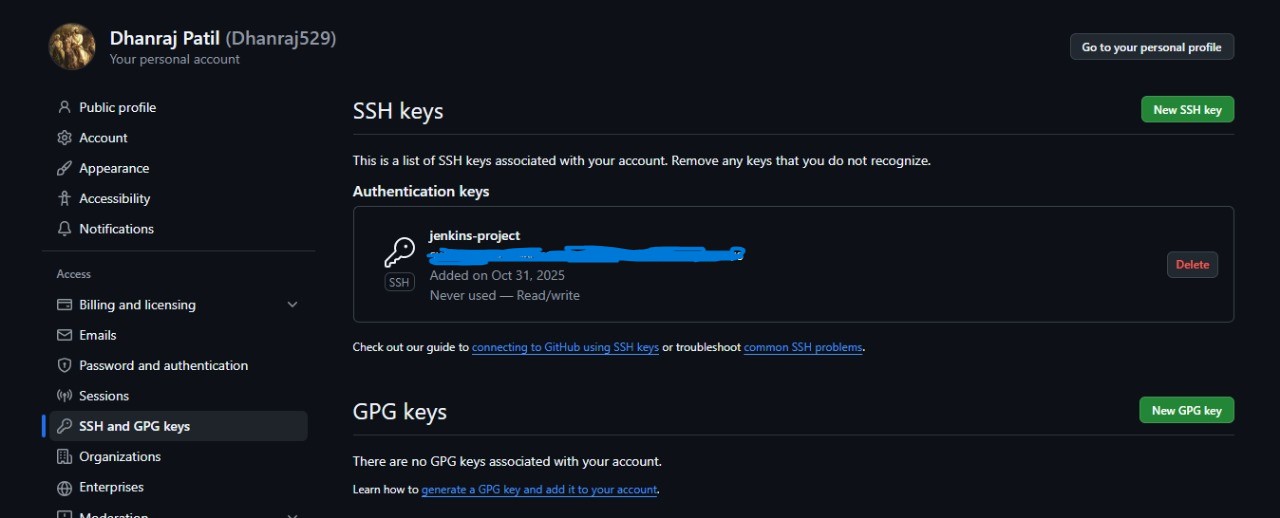 Dhanraj Patil (Dhanraj529)
Your personal account
Go to your personal profile
Public profile
Account
Appearance
Accessibility
Notifications
Access
Billing and licensing
Emails
Password and authentication
Sessions
SSH and GPG keys
Organizations
Enterprises
Moderation
SSH keys
New SSH key
This is a list of SSH keys associated with your account. Remove any keys that you do not recognize.
Authentication keys
jenkins-project
SSH
Added on Oct 31, 2025
Never used — Read/write
Delete
Check out our guide to connecting to GitHub using SSH keys or troubleshoot common SSH problems.
GPG keys
New GPG key
There are no GPG keys associated with your account.
Learn how to generate a GPG key and add it to your account.